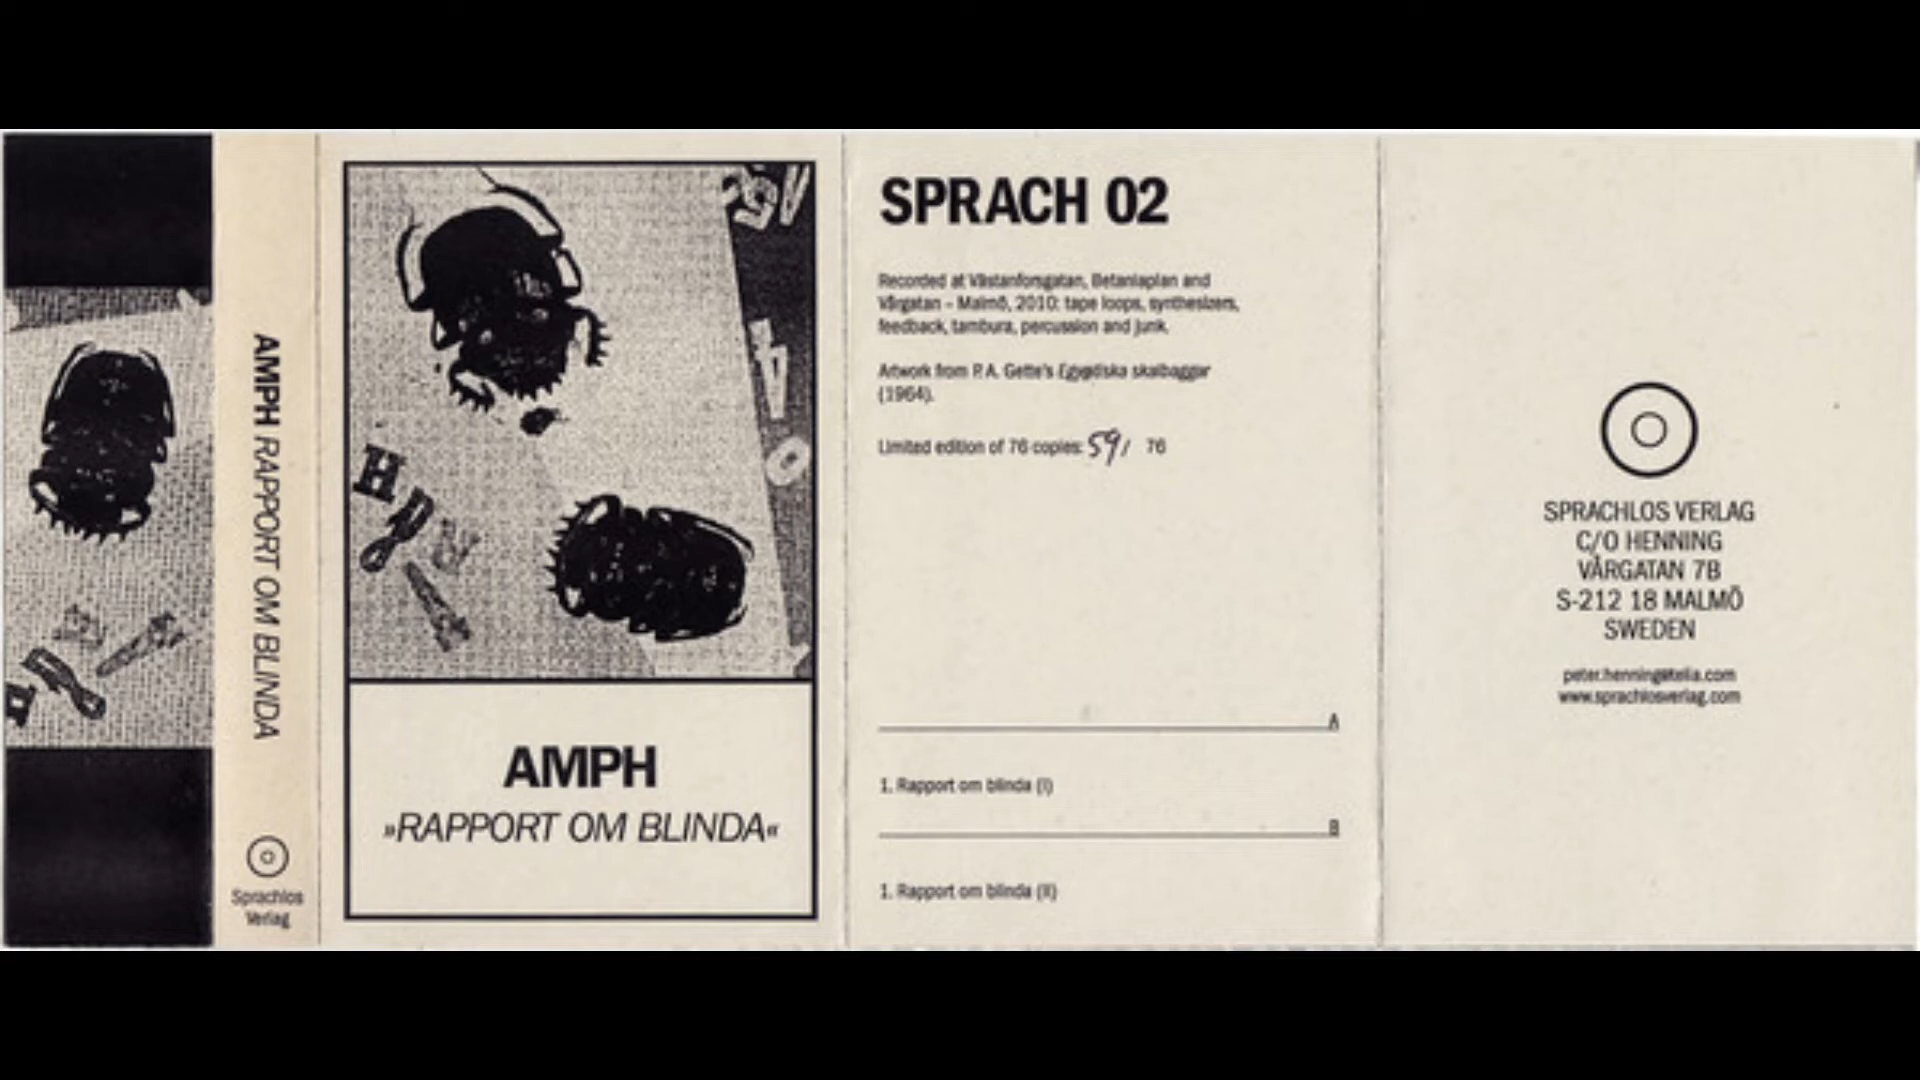 AMPH RAPPORT OM BLINDA
Sprachlos
Verlag
AMPH
»RAPPORT OM BLINDA«
SPRACH 02
Recorded at Västanforsgatan, Betaniaplan and
Vårgatan – Malmö, 2010: tape loops, synthesizers,
feedback, tambura, percussion and junk.
Artwork from P. A. Gette's Egyptiska skalbaggar
(1964).
Limited edition of 76 copies: 59/ 76
A
1. Rapport om blinda (I)
B
1. Rapport om blinda (II)
SPRACHLOS VERLAG
C/O HENNING
VÅRGATAN 7B
S-212 18 MALMÖ
SWEDEN
peter.henning@telia.com
www.sprachlosverlag.com